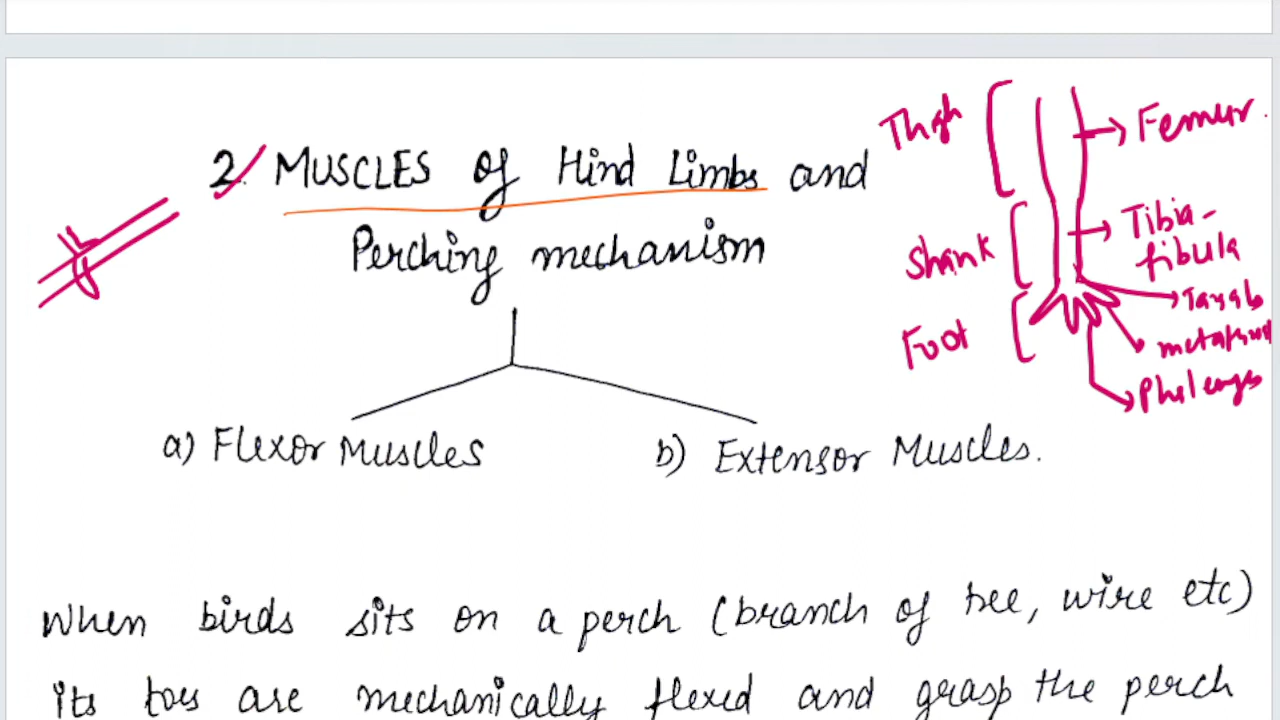 2. MUSCLES of Hind Limbs and
Perching mechanism
a) Flexor Muscles
b) Extensor Muscles.
When birds sits on a perch (branch of tree, wire etc)
its toes are mechanically flexed and grasp the perch
Thigh
Femur.
Shank
Tibia-
fibula
Foot